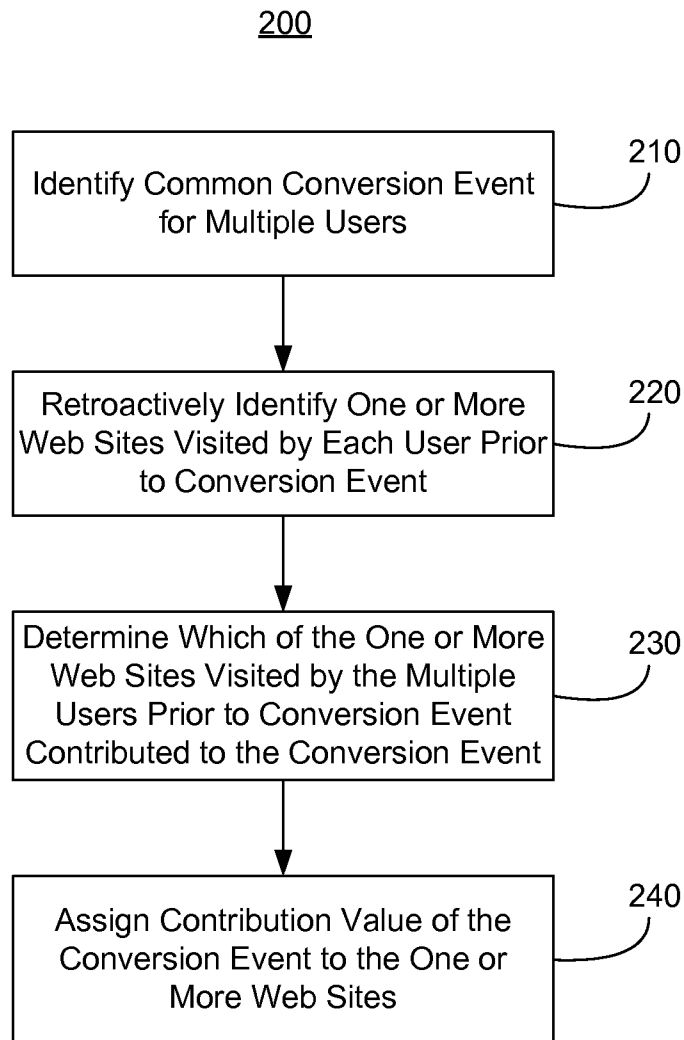 200
210
Identify Common Conversion Event
for Multiple Users
220
Retroactively Identify One or More
Web Sites Visited by Each User Prior
to Conversion Event
230
Determine Which of the One or More
Web Sites Visited by the Multiple
Users Prior to Conversion Event
Contributed to the Conversion Event
240
Assign Contribution Value of the
Conversion Event to the One or
More Web Sites